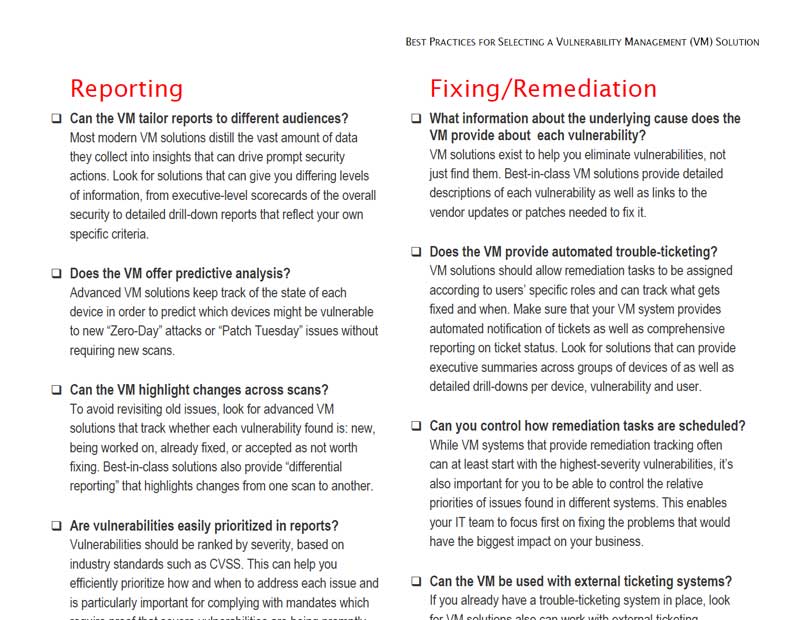 BEST PRACTICES FOR SELECTING A VULNERABILITY MANAGEMENT (VM) SOLUTION
Reporting
❑ Can the VM tailor reports to different audiences?
Most modern VM solutions distill the vast amount of data
they collect into insights that can drive prompt security
actions. Look for solutions that can give you differing levels
of information, from executive-level scorecards of the overall
security to detailed drill-down reports that reflect your own
specific criteria.
❑ Does the VM offer predictive analysis?
Advanced VM solutions keep track of the state of each
device in order to predict which devices might be vulnerable
to new “Zero-Day” attacks or “Patch Tuesday” issues without
requiring new scans.
❑ Can the VM highlight changes across scans?
To avoid revisiting old issues, look for advanced VM
solutions that track whether each vulnerability found is: new,
being worked on, already fixed, or accepted as not worth
fixing. Best-in-class solutions also provide “differential
reporting” that highlights changes from one scan to another.
❑ Are vulnerabilities easily prioritized in reports?
Vulnerabilities should be ranked by severity, based on
industry standards such as CVSS. This can help you
efficiently prioritize how and when to address each issue and
is particularly important for complying with mandates which
require proof that severe vulnerabilities are being promptly
Fixing/Remediation
❑ What information about the underlying cause does the
VM provide about each vulnerability?
VM solutions exist to help you eliminate vulnerabilities, not
just find them. Best-in-class VM solutions provide detailed
descriptions of each vulnerability as well as links to the
vendor updates or patches needed to fix it.
❑ Does the VM provide automated trouble-ticketing?
VM solutions should allow remediation tasks to be assigned
according to users’ specific roles and can track what gets
fixed and when. Make sure that your VM system provides
automated notification of tickets as well as comprehensive
reporting on ticket status. Look for solutions that can provide
executive summaries across groups of devices of as well as
detailed drill-downs per device, vulnerability and user.
❑ Can you control how remediation tasks are scheduled?
While VM systems that provide remediation tracking often
can at least start with the highest-severity vulnerabilities, it’s
also important for you to be able to control the relative
priorities of issues found in different systems. This enables
your IT team to focus first on fixing the problems that would
have the biggest impact on your business.
❑ Can the VM be used with external ticketing systems?
If you already have a trouble-ticketing system in place, look
for VM solutions also can work with external ticketing